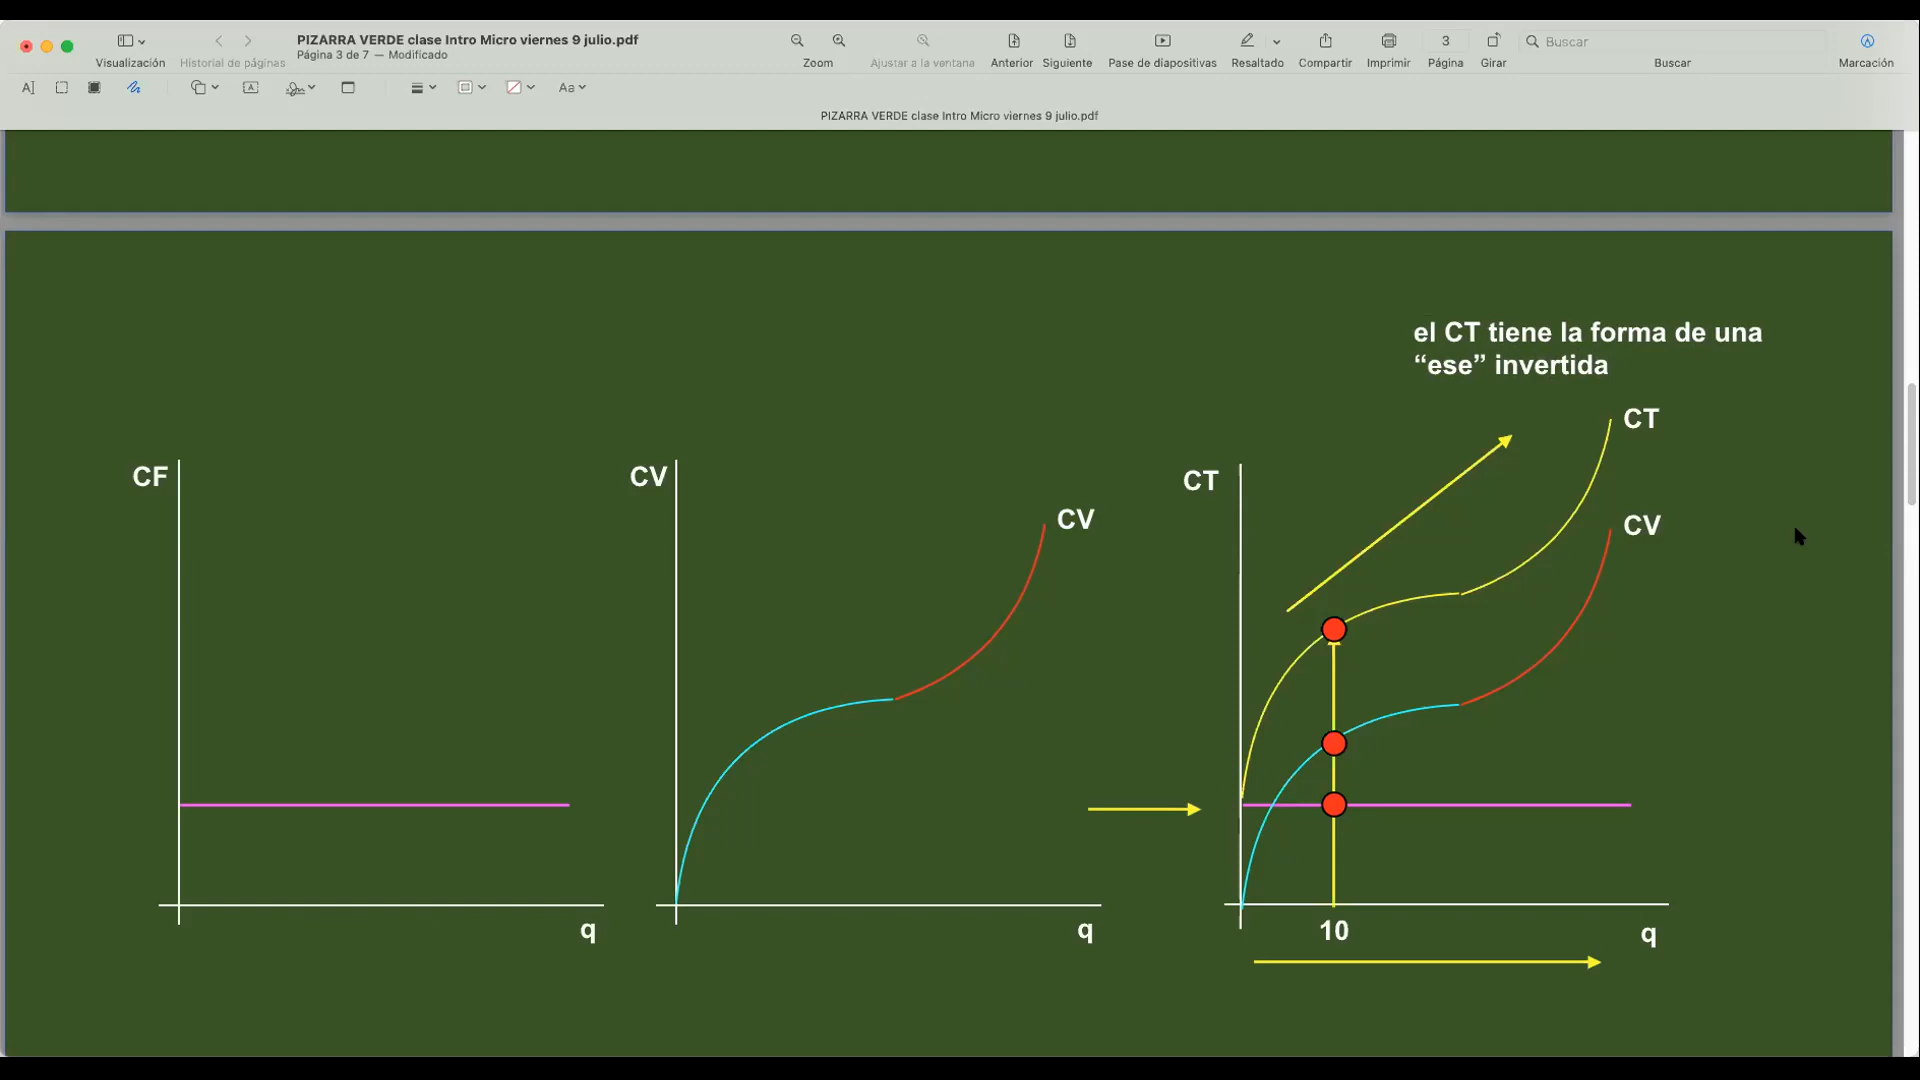 PIZARRA VERDE clase Intro Micro viernes 9 julio.pdf
Página 3 de 7 — Modificado
Visualización
Historial de páginas
Zoom
Ajustar a la ventana
Anterior
Siguiente
Pase de diapositivas
Resaltado
Compartir
Imprimir
3
Página
Girar
Buscar
Buscar
Marcación
A
Aa
PIZARRA VERDE clase Intro Micro viernes 9 julio.pdf
el CT tiene la forma de una
“ese” invertida
CF
q
CV
CV
q
CT
CT
CV
10
q